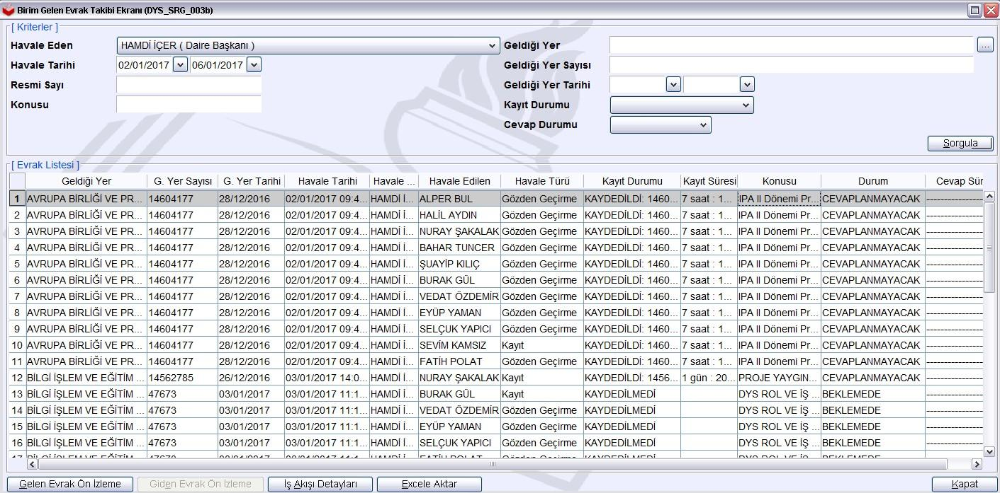 Birim Gelen Evrak Takibi Ekranı (DYS_SRG_003b)
[ Kriterler ]
Havale Eden HAMDİ İÇER ( Daire Başkanı ) Geldiği Yer ...
Havale Tarihi 02/01/2017 06/01/2017 Geldiği Yer Sayısı
Resmi Sayı Geldiği Yer Tarihi
Konusu Kayıt Durumu
Cevap Durumu
Sorgula
[ Evrak Listesi ]
Geldiği Yer G. Yer Sayısı G. Yer Tarihi Havale Tarihi Havale ... Havale Edilen Havale Türü Kayıt Durumu Kayıt Süresi Konusu Durum Cevap Sür
1 AVRUPA BİRLİĞİ VE PR... 14604177 28/12/2016 02/01/2017 09:4... HAMDİ İ... ALPER BUL Gözden Geçirme KAYDEDİLDİ: 1460... 7 saat : 1... IPA II Dönemi Pr... CEVAPLANMAYACAK ----------------
2 AVRUPA BİRLİĞİ VE PR... 14604177 28/12/2016 02/01/2017 09:4... HAMDİ İ... HALİL AYDIN Gözden Geçirme KAYDEDİLDİ: 1460... 7 saat : 1... IPA II Dönemi Pr... CEVAPLANMAYACAK ----------------
3 AVRUPA BİRLİĞİ VE PR... 14604177 28/12/2016 02/01/2017 09:4... HAMDİ İ... NURAY ŞAKALAK Gözden Geçirme KAYDEDİLDİ: 1460... 7 saat : 1... IPA II Dönemi Pr... CEVAPLANMAYACAK ----------------
4 AVRUPA BİRLİĞİ VE PR... 14604177 28/12/2016 02/01/2017 09:4... HAMDİ İ... BAHAR TUNCER Gözden Geçirme KAYDEDİLDİ: 1460... 7 saat : 1... IPA II Dönemi Pr... CEVAPLANMAYACAK ----------------
5 AVRUPA BİRLİĞİ VE PR... 14604177 28/12/2016 02/01/2017 09:4... HAMDİ İ... ŞUAYİP KILIÇ Gözden Geçirme KAYDEDİLDİ: 1460... 7 saat : 1... IPA II Dönemi Pr... CEVAPLANMAYACAK ----------------
6 AVRUPA BİRLİĞİ VE PR... 14604177 28/12/2016 02/01/2017 09:4... HAMDİ İ... BURAK GÜL Gözden Geçirme KAYDEDİLDİ: 1460... 7 saat : 1... IPA II Dönemi Pr... CEVAPLANMAYACAK ----------------
7 AVRUPA BİRLİĞİ VE PR... 14604177 28/12/2016 02/01/2017 09:4... HAMDİ İ... VEDAT ÖZDEMİR Gözden Geçirme KAYDEDİLDİ: 1460... 7 saat : 1... IPA II Dönemi Pr... CEVAPLANMAYACAK ----------------
8 AVRUPA BİRLİĞİ VE PR... 14604177 28/12/2016 02/01/2017 09:4... HAMDİ İ... EYÜP YAMAN Gözden Geçirme KAYDEDİLDİ: 1460... 7 saat : 1... IPA II Dönemi Pr... CEVAPLANMAYACAK ----------------
9 AVRUPA BİRLİĞİ VE PR... 14604177 28/12/2016 02/01/2017 09:4... HAMDİ İ... SELÇUK YAPICI Gözden Geçirme KAYDEDİLDİ: 1460... 7 saat : 1... IPA II Dönemi Pr... CEVAPLANMAYACAK ----------------
10 AVRUPA BİRLİĞİ VE PR... 14604177 28/12/2016 02/01/2017 09:4... HAMDİ İ... SEVİM KAMSIZ Kayıt KAYDEDİLDİ: 1460... 7 saat : 1... IPA II Dönemi Pr... CEVAPLANMAYACAK ----------------
11 AVRUPA BİRLİĞİ VE PR... 14604177 28/12/2016 02/01/2017 09:4... HAMDİ İ... FATİH POLAT Gözden Geçirme KAYDEDİLDİ: 1460... 7 saat : 1... IPA II Dönemi Pr... CEVAPLANMAYACAK ----------------
12 BİLGİ İŞLEM VE EĞİTİM ... 14562785 26/12/2016 03/01/2017 14:0... HAMDİ İ... NURAY ŞAKALAK Kayıt KAYDEDİLDİ: 1456... 1 gün : 20... PROJE YAYGIN... CEVAPLANMAYACAK ----------------
13 BİLGİ İŞLEM VE EĞİTİM ... 47673 03/01/2017 03/01/2017 11:1... HAMDİ İ... BURAK GÜL Kayıt KAYDEDİLMEDİ DYS ROL VE İŞ ... BEKLEMEDE ----------------
14 BİLGİ İŞLEM VE EĞİTİM ... 47673 03/01/2017 03/01/2017 11:1... HAMDİ İ... VEDAT ÖZDEMİR Gözden Geçirme KAYDEDİLMEDİ DYS ROL VE İŞ ... BEKLEMEDE ----------------
15 BİLGİ İŞLEM VE EĞİTİM ... 47673 03/01/2017 03/01/2017 11:1... HAMDİ İ... EYÜP YAMAN Gözden Geçirme KAYDEDİLMEDİ DYS ROL VE İŞ ... BEKLEMEDE ----------------
16 BİLGİ İŞLEM VE EĞİTİM ... 47673 03/01/2017 03/01/2017 11:1... HAMDİ İ... SELÇUK YAPICI Gözden Geçirme KAYDEDİLMEDİ DYS ROL VE İŞ ... BEKLEMEDE ----------------
Gelen Evrak Ön İzleme Giden Evrak Ön İzleme İş Akışı Detayları Excele Aktar Kapat